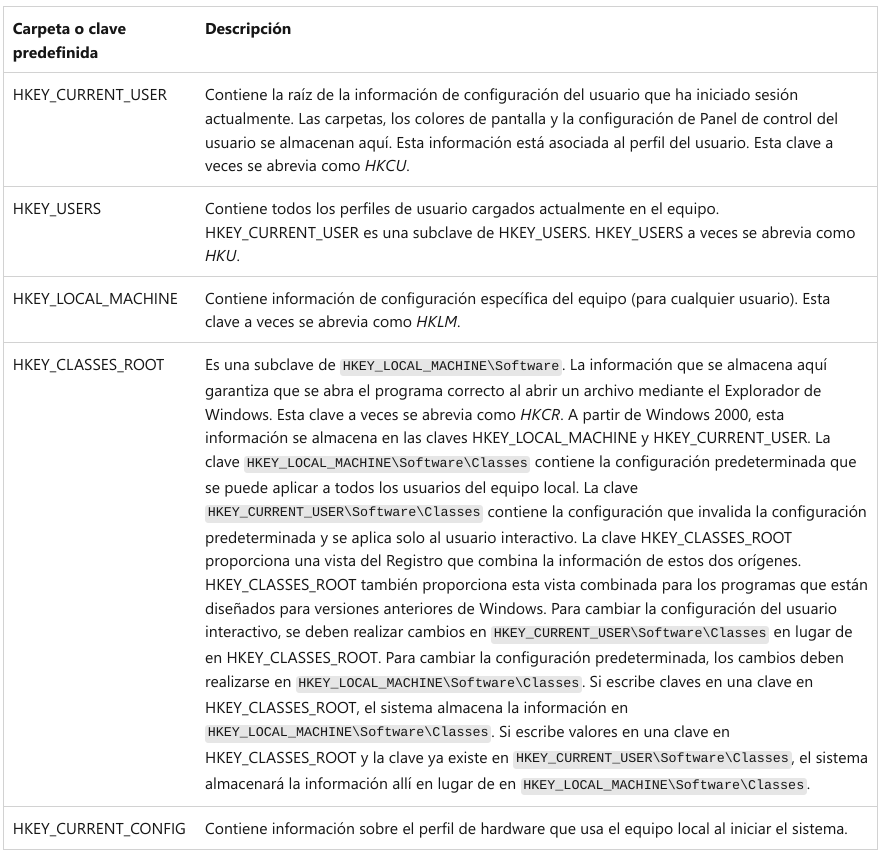 Carpeta o clave
predefinida
Descripción
HKEY_CURRENT_USER
Contiene la raíz de la información de configuración del usuario que ha iniciado sesión
actualmente. Las carpetas, los colores de pantalla y la configuración de Panel de control del
usuario se almacenan aquí. Esta información está asociada al perfil del usuario. Esta clave a
veces se abrevia como HKCU.
HKEY_USERS
Contiene todos los perfiles de usuario cargados actualmente en el equipo.
HKEY_CURRENT_USER es una subclave de HKEY_USERS. HKEY_USERS a veces se abrevia como
HKU.
HKEY_LOCAL_MACHINE
Contiene información de configuración específica del equipo (para cualquier usuario). Esta
clave a veces se abrevia como HKLM.
HKEY_CLASSES_ROOT
Es una subclave de HKEY_LOCAL_MACHINE\Software. La información que se almacena aquí
garantiza que se abra el programa correcto al abrir un archivo mediante el Explorador de
Windows. Esta clave a veces se abrevia como HKCR. A partir de Windows 2000, esta
información se almacena en las claves HKEY_LOCAL_MACHINE y HKEY_CURRENT_USER. La
clave HKEY_LOCAL_MACHINE\Software\Classes contiene la configuración predeterminada que
se puede aplicar a todos los usuarios del equipo local. La clave
HKEY_CURRENT_USER\Software\Classes contiene la configuración que invalida la configuración
predeterminada y se aplica solo al usuario interactivo. La clave HKEY_CLASSES_ROOT
proporciona una vista del Registro que combina la información de estos dos orígenes.
HKEY_CLASSES_ROOT también proporciona esta vista combinada para los programas que están
diseñados para versiones anteriores de Windows. Para cambiar la configuración del usuario
interactivo, se deben realizar cambios en HKEY_CURRENT_USER\Software\Classes en lugar de
en HKEY_CLASSES_ROOT. Para cambiar la configuración predeterminada, los cambios deben
realizarse en HKEY_LOCAL_MACHINE\Software\Classes. Si escribe claves en una clave en
HKEY_CLASSES_ROOT, el sistema almacena la información en
HKEY_LOCAL_MACHINE\Software\Classes. Si escribe valores en una clave en
HKEY_CLASSES_ROOT y la clave ya existe en HKEY_CURRENT_USER\Software\Classes, el sistema
almacenará la información allí en lugar de en HKEY_LOCAL_MACHINE\Software\Classes.
HKEY_CURRENT_CONFIG
Contiene información sobre el perfil de hardware que usa el equipo local al iniciar el sistema.